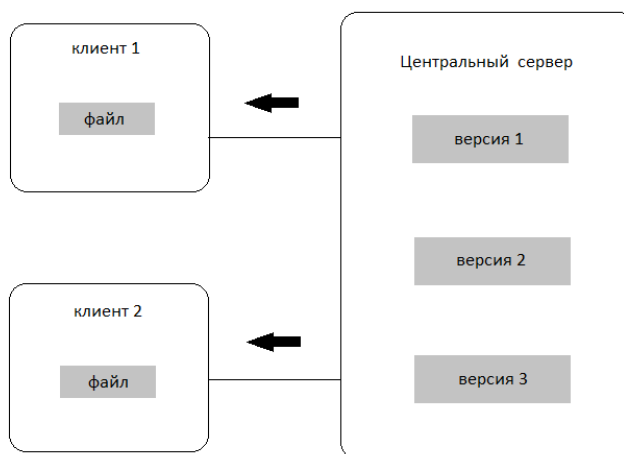 клиент 1
файл
Центральный сервер
версия 1
версия 2
версия 3
клиент 2
файл